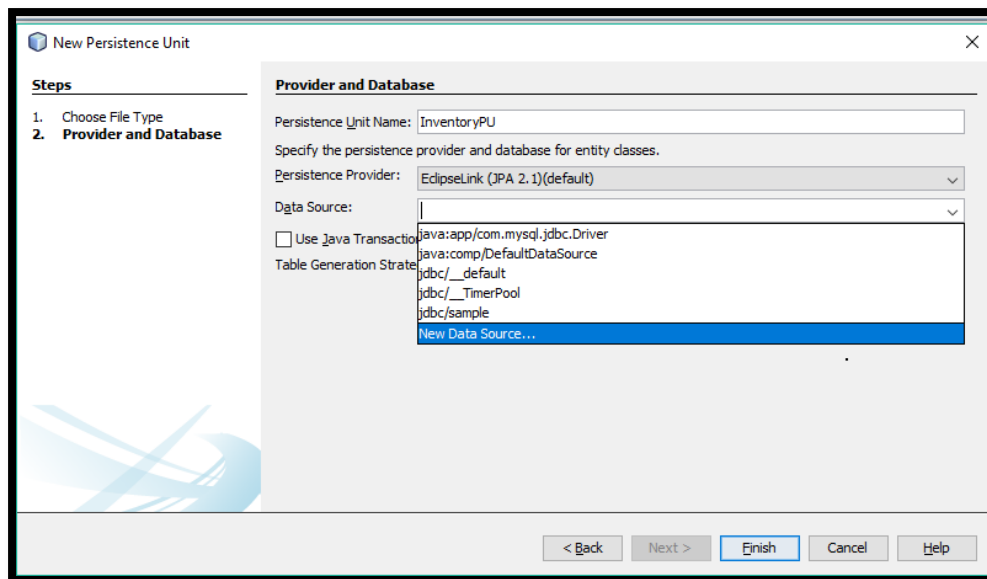 New Persistence Unit
Steps
1. Choose File Type
2. Provider and Database
Provider and Database
Persistence Unit Name: InventoryPU
Specify the persistence provider and database for entity classes.
Persistence Provider: EclipseLink (JPA 2.1)(default)
Data Source:
Use Java Transaction
java:app/com.mysql.jdbc.Driver
java:comp/DefaultDataSource
Table Generation Strate
jdbc/__default
jdbc/__TimerPool
jdbc/sample
New Data Source...
< Back Next > Finish Cancel Help